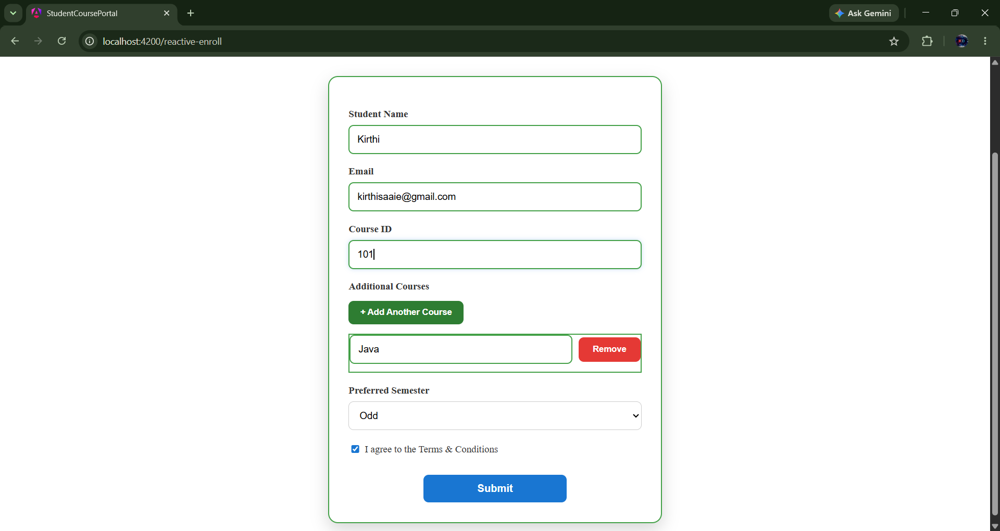 StudentCoursePortal
Ask Gemini
localhost:4200/reactive-enroll
KD
Student Name
Kirthi
Email
kirthisaaie@gmail.com
Course ID
101
Additional Courses
+ Add Another Course
Java
Remove
Preferred Semester
Odd
I agree to the Terms & Conditions
Submit